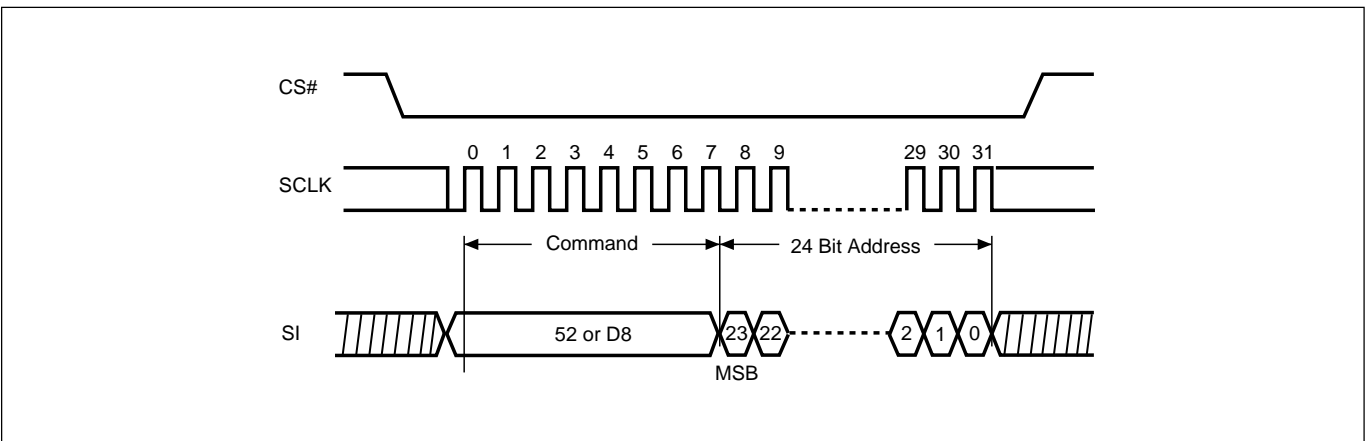 CS#
0 1 2 3 4 5 6 7 8 9 29 30 31
SCLK
Command 24 Bit Address
SI 52 or D8 23 22 2 1 0
MSB